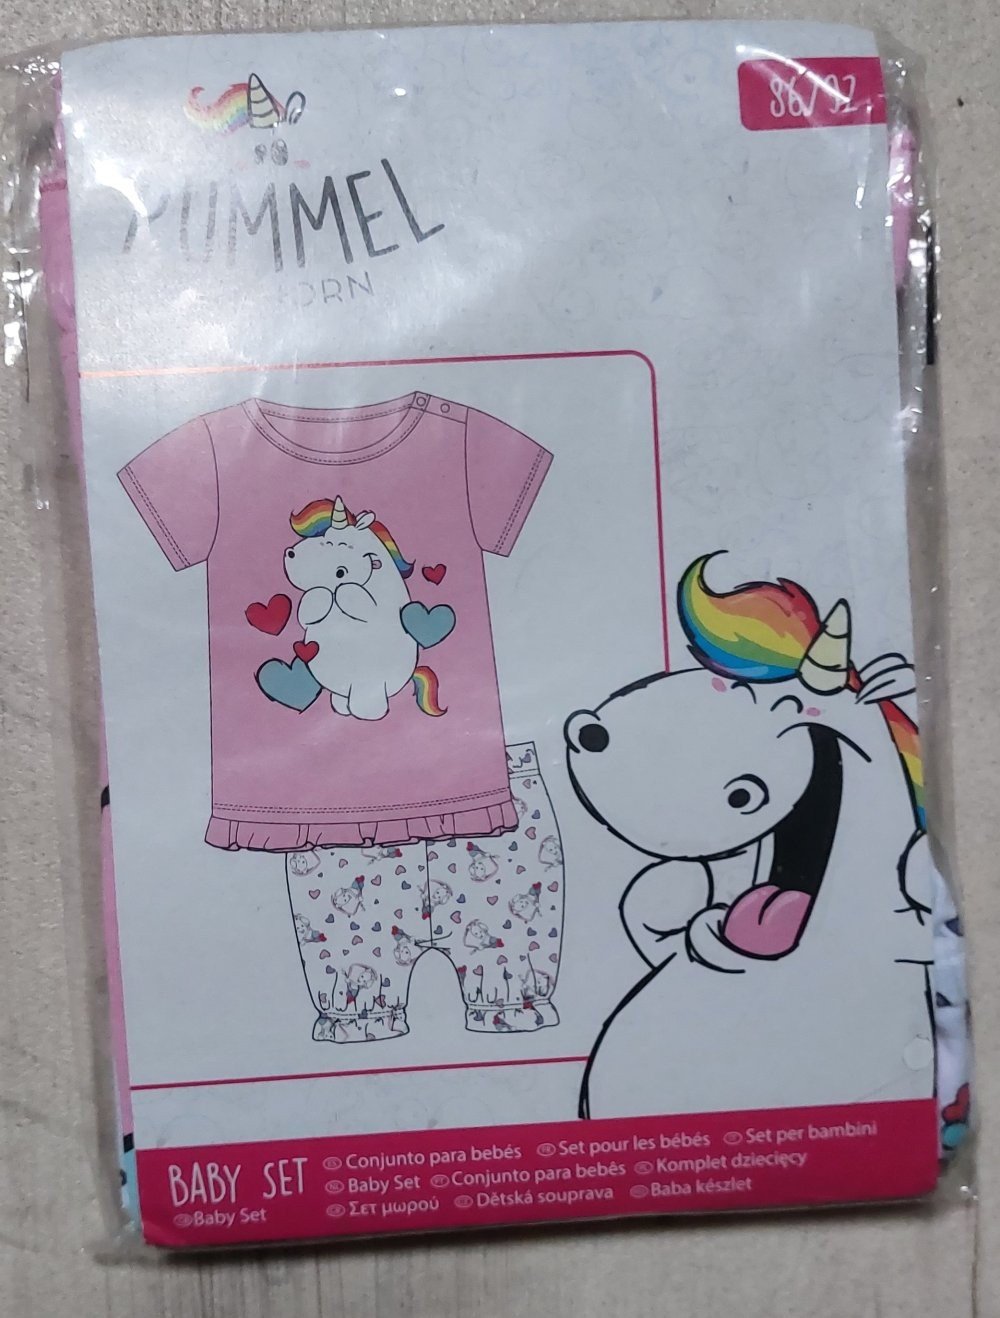 86/92
PUMMEL
BABY SET
Baby Set
Conjunto para bebés
Set pour les bébés
Set per bambini
Baby Set
Conjunto para bebés
Komplet dziecięcy
Σετ μωρού
Dětská souprava
Baba készlet